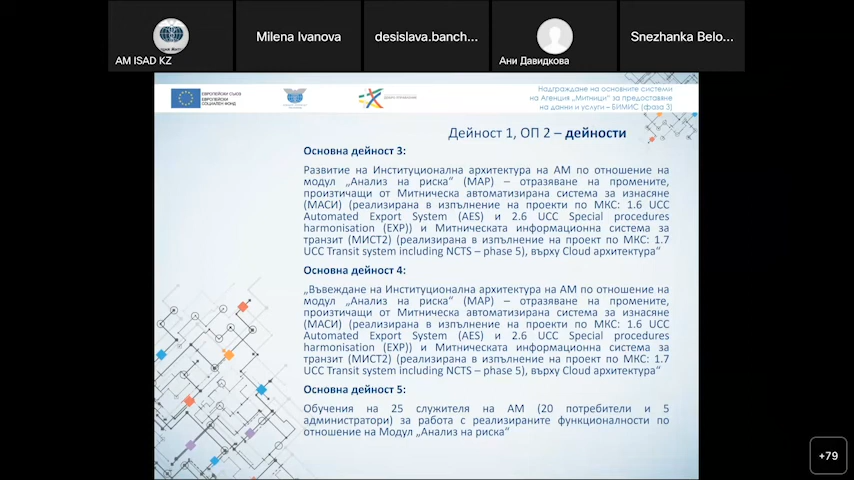 AM ISAD KZ
Milena Ivanova
desislava.banch...
Ани Давидкова
Snezhanka Belo...
ЕВРОПЕЙСКИ СЪЮЗ
ЕВРОПЕЙСКИ
СОЦИАЛЕН ФОНД
Надграждане на основните системи
на Агенция „Митници" за предоставяне
на данни и услуги – БИМИС (фаза 3)
Дейност 1, ОП 2 – дейности
Основна дейност 3:
Развитие на Институционална архитектура на АМ по отношение на
модул „Анализ на риска" (МАР) – отразяване на промените,
произтичащи от Митническа автоматизирана система за изнасяне
(МАСИ) (реализирана в изпълнение на проекти по МКС: 1.6 UCC
Automated Export System (AES) и 2.6 UCC Special procedures
harmonisation (EXP)) и Митническата информационна система за
транзит (МИСТ2) (реализирана в изпълнение на проект по МКС: 1.7
UCC Transit system including NCTS – phase 5), върху Cloud архитектура"
Основна дейност 4:
„Въвеждане на Институционална архитектура на АМ по отношение на
модул „Анализ на риска" (МАР) – отразяване на промените,
произтичащи от Митническа автоматизирана система за изнасяне
(МАСИ) (реализирана в изпълнение на проекти по МКС: 1.6 UCC
Automated Export System (AES) и 2.6 UCC Special procedures
harmonisation (EXP)) и Митническата информационна система за
транзит (МИСТ2) (реализирана в изпълнение на проект по МКС: 1.7
UCC Transit system including NCTS – phase 5), върху Cloud архитектура"
Основна дейност 5:
Обучения на 25 служителя на АМ (20 потребители и 5
администратори) за работа с реализираните функционалности по
отношение на Модул „Анализ на риска"
+79